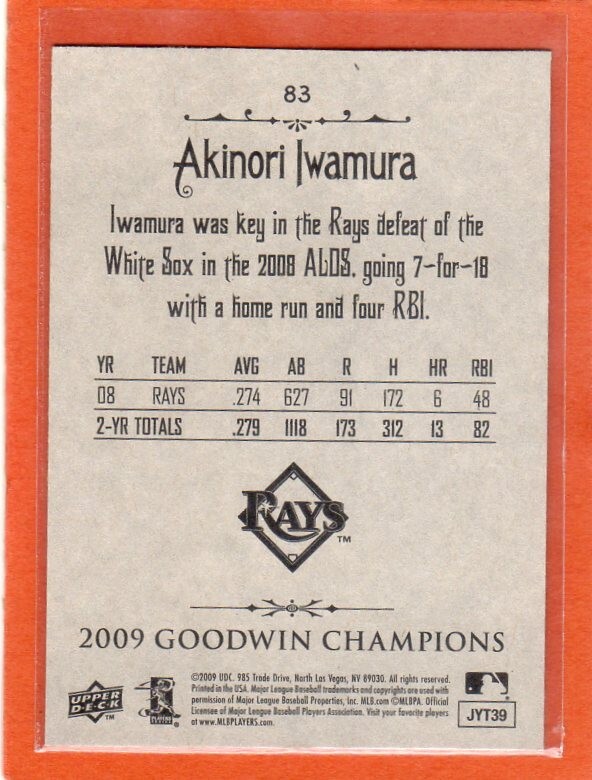 83
Akinori Iwamura
Iwamura was key in the Rays defeat of the
White Sox in the 2008 ALDS, going 7-for-18
with a home run and four RBI.
YR TEAM AVG AB R H HR RBI
08 RAYS .274 627 91 172 6 48
2-YR TOTALS .279 1118 173 312 13 82
RAYS TM
2009 GOODWIN CHAMPIONS
UPPER
DECK
TM
©2009 UDC. 985 Trade Drive, North Las Vegas, NV 89030. All rights reserved.
Printed in the USA. Major League Baseball trademarks and copyrights are used with
permission of Major League Baseball Properties, Inc. MLB.com ©MLBPA. Official
Licensee of Major League Baseball Players Association. Visit your favorite players
at www.MLBPLAYERS.com.
JYT39